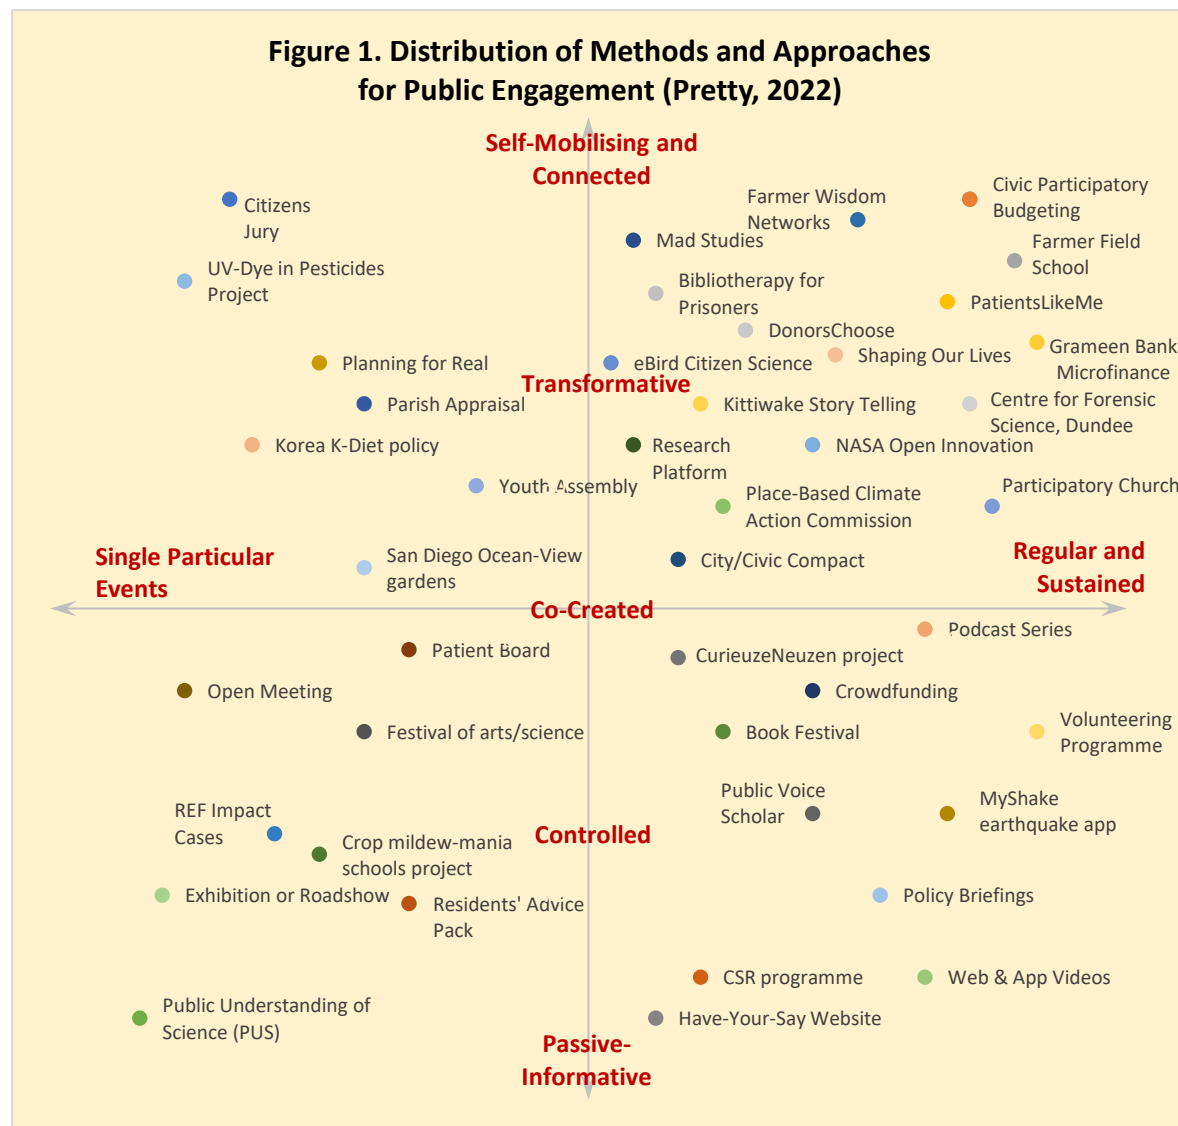 Figure 1. Distribution of Methods and Approaches
for Public Engagement (Pretty, 2022)
Self-Mobilising and
Connected
Citizens
Jury
Farmer Wisdom
Networks
Civic Participatory
Budgeting
Mad Studies
Farmer Field
School
UV-Dye in Pesticides
Project
Bibliotherapy for
Prisoners
PatientsLikeMe
DonorsChoose
Grameen Bank
Microfinance
Shaping Our Lives
Planning for Real
eBird Citizen Science
Transformative
Parish Appraisal
Kittiwake Story Telling
Centre for Forensic
Science, Dundee
Korea K-Diet policy
Research
Platform
NASA Open Innovation
Youth Assembly
Place-Based Climate
Action Commission
Participatory Church
Single Particular
Events
San Diego Ocean-View
gardens
City/Civic Compact
Regular and
Sustained
Co-Created
Podcast Series
Patient Board
CurieuzeNeuzen project
Open Meeting
Crowdfunding
Festival of arts/science
Book Festival
Volunteering
Programme
REF Impact
Cases
Public Voice
Scholar
MyShake
earthquake app
Controlled
Crop mildew-mania
schools project
Exhibition or Roadshow
Residents' Advice
Pack
Policy Briefings
CSR programme
Web & App Videos
Public Understanding of
Science (PUS)
Have-Your-Say Website
Passive-
Informative